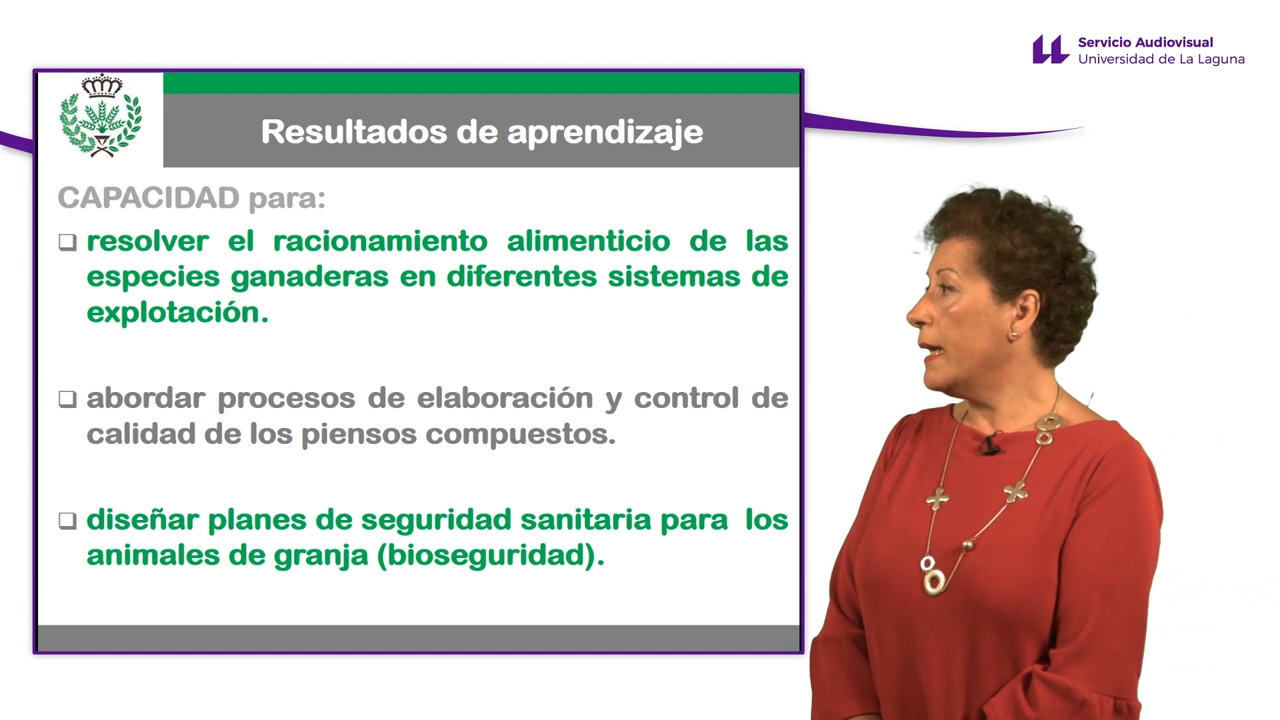 Servicio Audiovisual
Universidad de La Laguna
Resultados de aprendizaje
CAPACIDAD para:
resolver el racionamiento alimenticio de las
especies ganaderas en diferentes sistemas de
explotación.
abordar procesos de elaboración y control de
calidad de los piensos compuestos.
diseñar planes de seguridad sanitaria para los
animales de granja (bioseguridad).